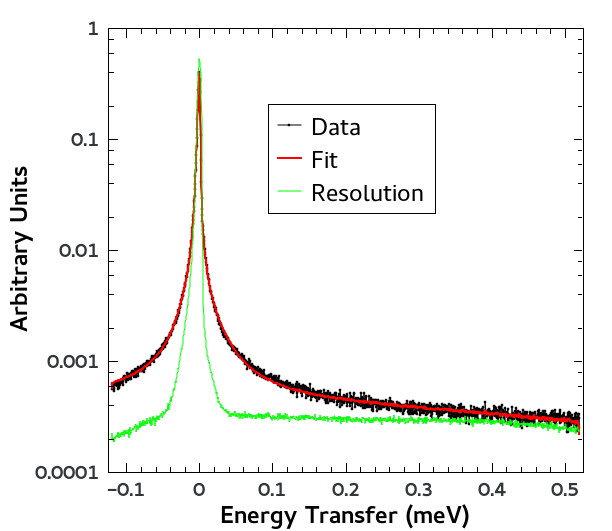 1
0.1
0.01
0.001
0.0001
Arbitrary Units
Data
Fit
Resolution
−0.1 0 0.1 0.2 0.3 0.4 0.5
Energy Transfer (meV)